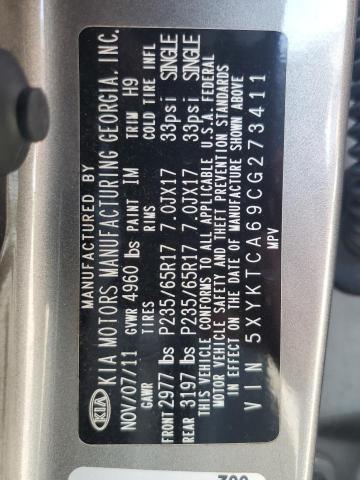 MANUFACTURED BY
KIA KIA MOTORS MANUFACTURING GEORGIA, INC.
NOV/07/11 GVWR 4960 lbs PAINT IM TRIM H9
GAWR TIRES RIMS COLD TIRE INFL
FRONT 2977 lbs P235/65R17 7.0JX17 33psi SINGLE
REAR 3197 lbs P235/65R17 7.0JX17 33psi SINGLE
THIS VEHICLE CONFORMS TO ALL APPLICABLE U.S.A. FEDERAL
MOTOR VEHICLE SAFETY AND THEFT PREVENTION STANDARDS
IN EFFECT ON THE DATE OF MANUFACTURE SHOWN ABOVE
VIN 5XYKTCA69CG273411
MPV